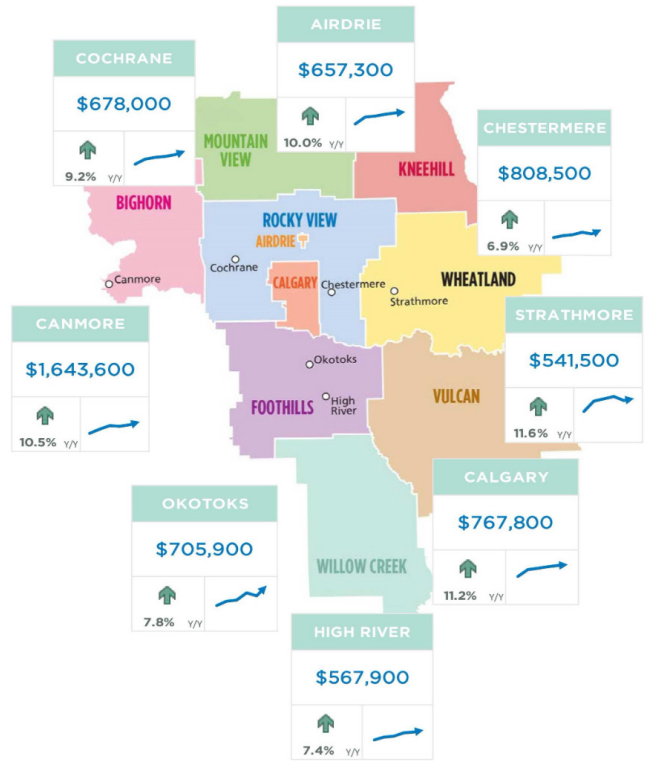 AIRDRIE
$657,300
10.0% Y/Y
COCHRANE
$678,000
9.2% Y/Y
CHESTERMERE
$808,500
6.9% Y/Y
MOUNTAIN
VIEW
KNEEHILL
BIGHORN
ROCKY VIEW
AIRDRIE
Cochrane
CALGARY
Chestermere
WHEATLAND
Strathmore
Canmore
CANMORE
$1,643,600
10.5% Y/Y
STRATHMORE
$541,500
11.6% Y/Y
Okotoks
FOOTHILLS
High
River
VULCAN
CALGARY
$767,800
11.2% Y/Y
OKOTOKS
$705,900
7.8% Y/Y
WILLOW CREEK
HIGH RIVER
$567,900
7.4% Y/Y